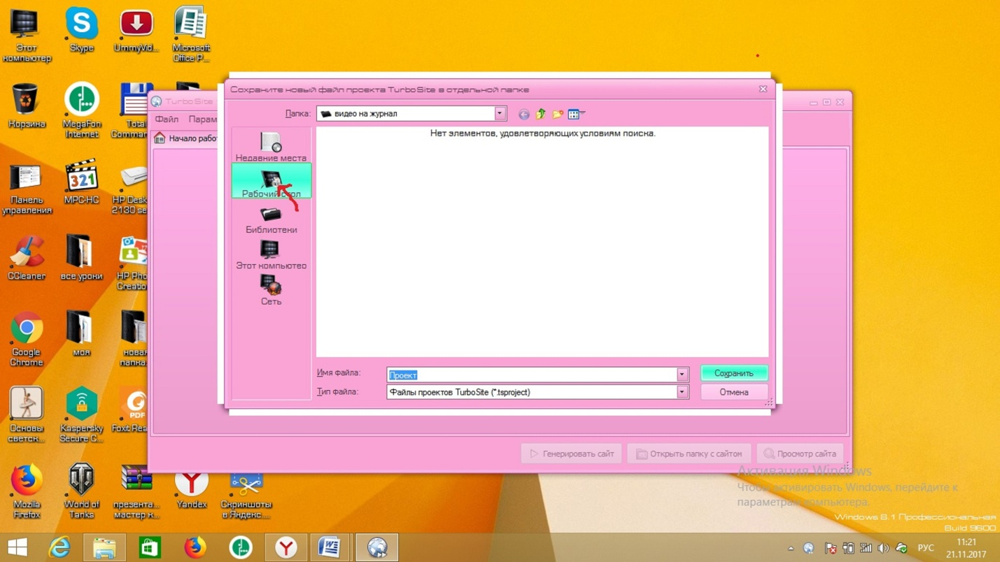 Этот
компьютер
Skype
UmmyVid...
Microsoft
Office P...
Корзина
MegaFon
Internet
Total
Comman
Панель
управления
MPC-HC
HP Desk
2130 se
CCleaner
все уроки
HP Pho
Creatio
Google
Chrome
моя
новая
папка.
Основы
светск...
Kaspersky
Secure C...
PDF
Foxit Rea
Mozilla
Firefox
World of
Tanks
презента...
мастер к...
Yandex
Скриншоты
в Яндекс....
TurboSite
Файл Парам
Начало рабо
Сохраните новый файл проекта TurboSite в отдельной папке
Папка: видео на журнал
Нет элементов, удовлетворяющих условиям поиска.
Недавние места
Рабочий стол
Библиотеки
Этот компьютер
Сеть
Имя файла: Проект
Сохранить
Тип файла: Файлы проектов TurboSite (*.tsproject)
Отмена
Генерировать сайт Открыть папку с сайтом Просмотр сайта
Активация Windows
Чтобы активировать Windows, перейдите к
параметрам компьютера.
Windows 8.1 Профессиональная
Build 9600
РУС
11:21
21.11.2017